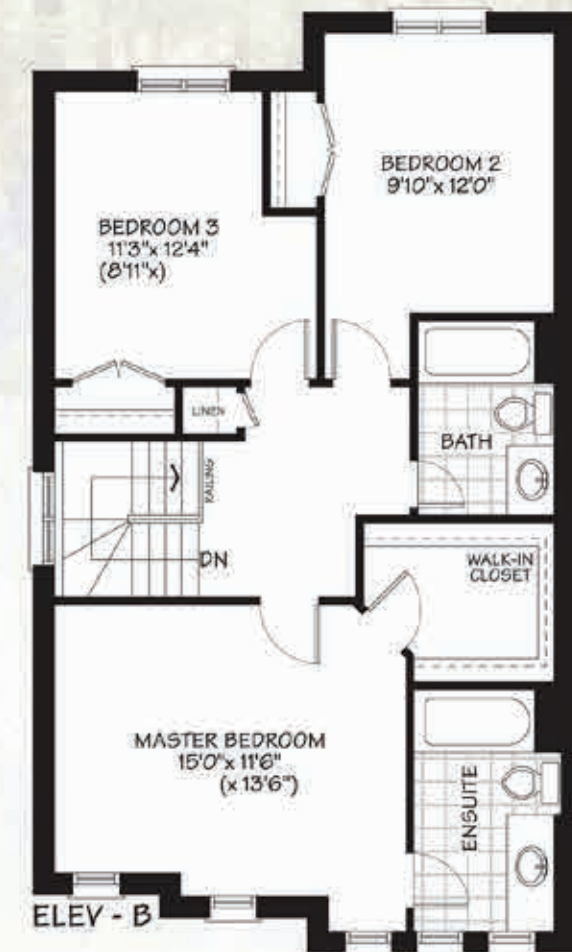 BEDROOM 2
9'10"x 12'0"
BEDROOM 3
11'3"x 12'4"
(8'11"x)
LINEN
RAILING
BATH
DN
WALK-IN
CLOSET
MASTER BEDROOM
15'0"x 11'6"
(x 13'6")
ENSUITE
ELEV - B